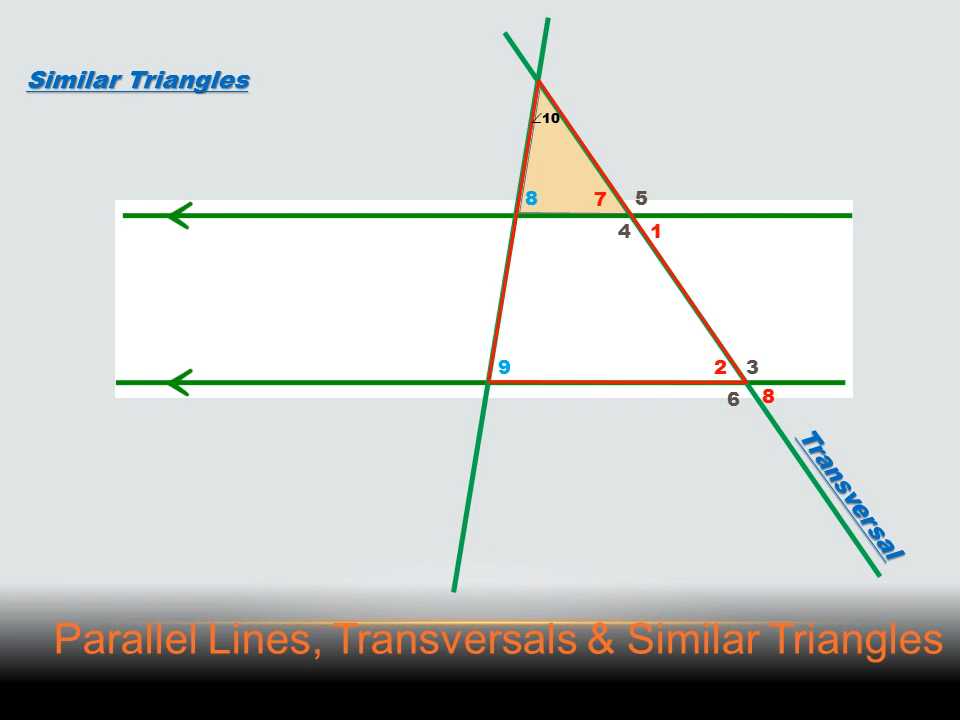 Similar Triangles
∠10
8 7 5
4 1
9 2 3
6 8
Transversal
Parallel Lines, Transversals & Similar Triangles